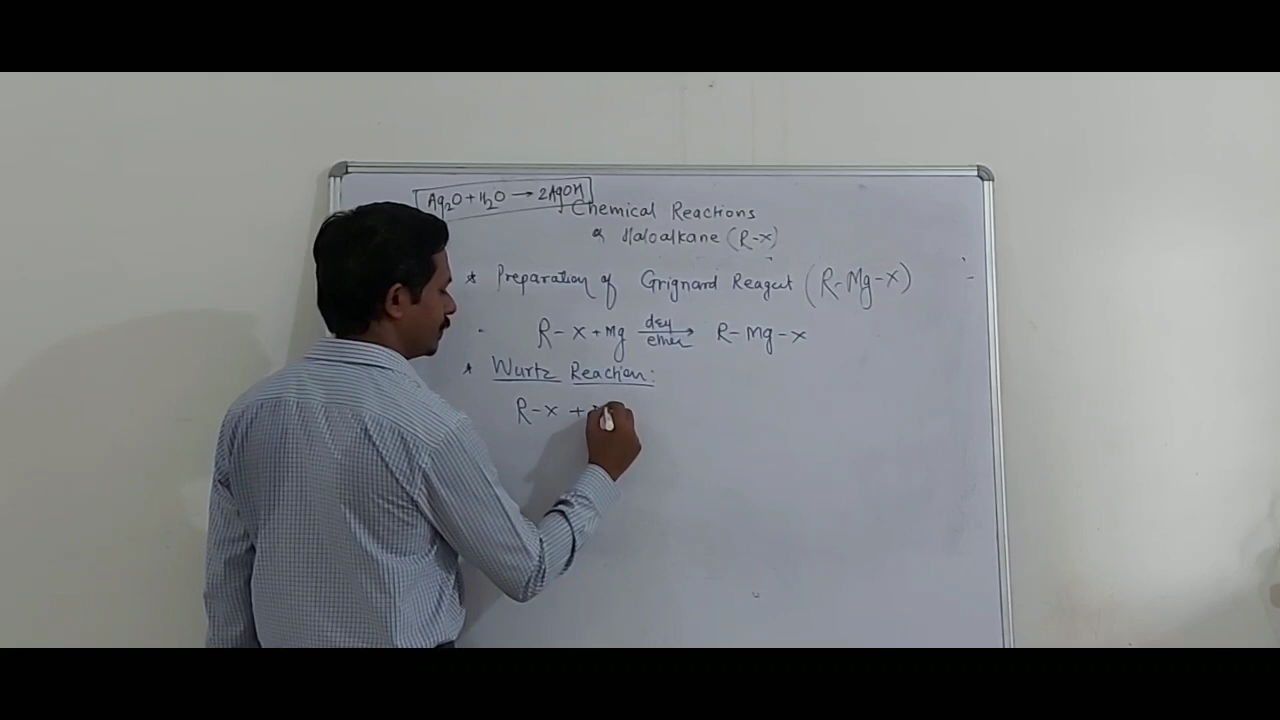 Ag₂O + H₂O → 2AgOH
Chemical Reactions
of Haloalkane (R-X)
* Preparation of Grignard Reagent (R-Mg-X)
R-X + Mg dry ether → R-Mg-X
* Wurtz Reaction:
R-X +